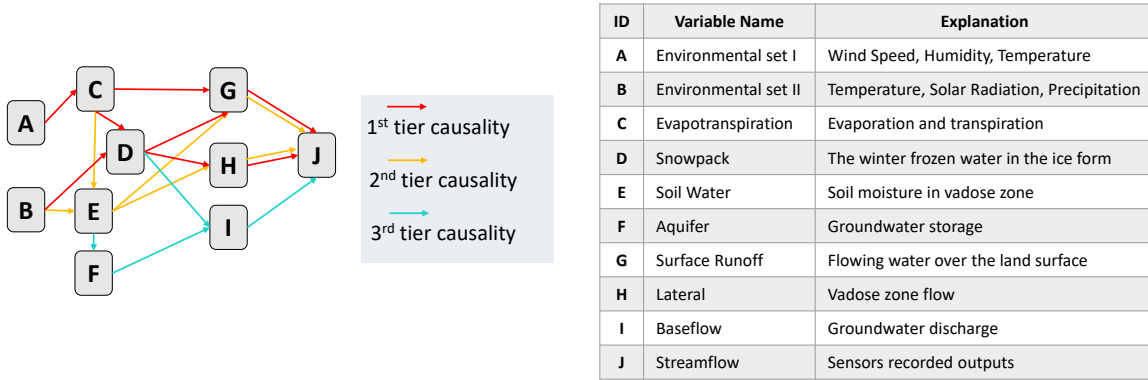 A
B
C
D
E
F
G
H
I
J
1st tier causality
2nd tier causality
3rd tier causality
ID Variable Name Explanation
A Environmental set I Wind Speed, Humidity, Temperature
B Environmental set II Temperature, Solar Radiation, Precipitation
C Evapotranspiration Evaporation and transpiration
D Snowpack The winter frozen water in the ice form
E Soil Water Soil moisture in vadose zone
F Aquifer Groundwater storage
G Surface Runoff Flowing water over the land surface
H Lateral Vadose zone flow
I Baseflow Groundwater discharge
J Streamflow Sensors recorded outputs